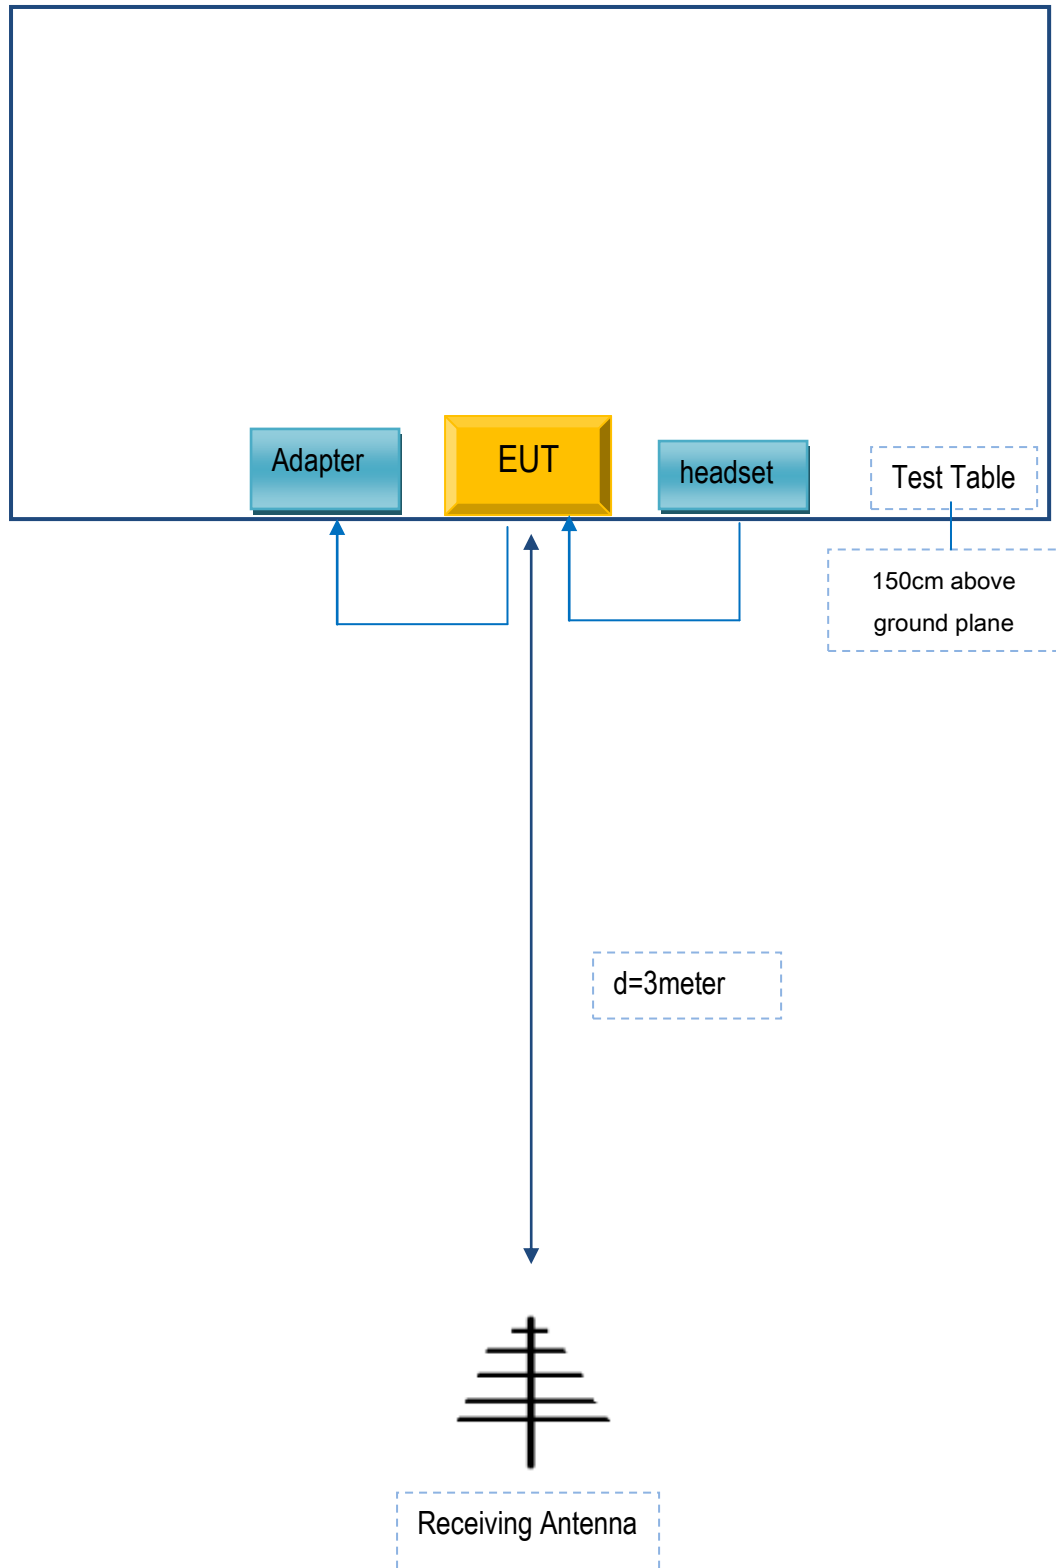 Adapter
EUT
headset
Test Table
150cm above
ground plane
d=3meter
Receiving Antenna